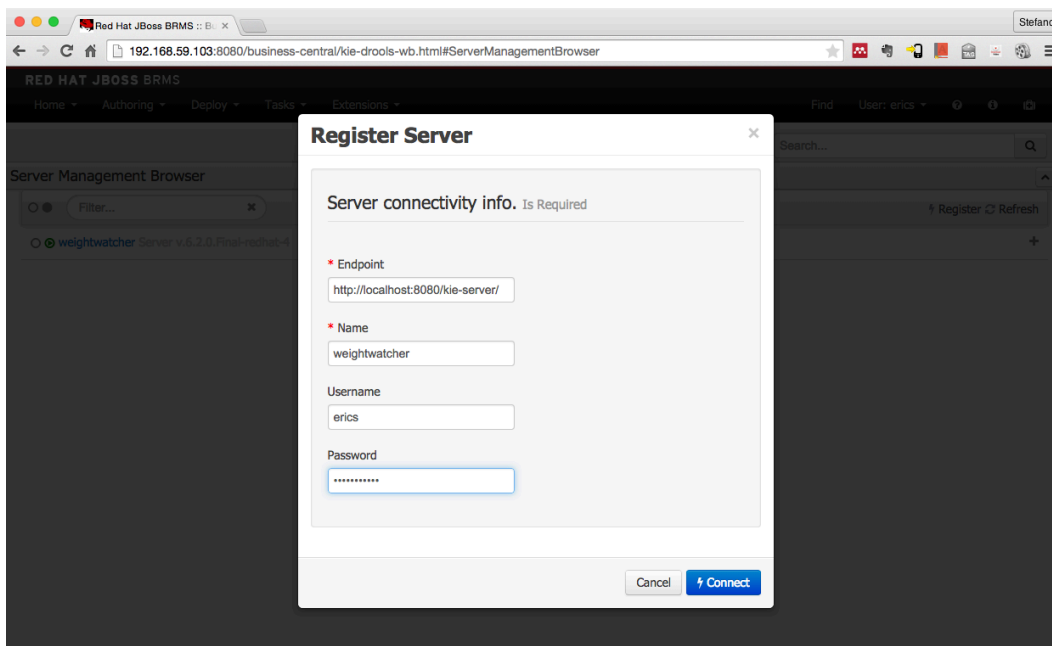 Red Hat JBoss BRMS :: Bu
Stefano
192.168.59.103:8080/business-central/kie-drools-wb.html#ServerManagementBrowser
RED HAT JBOSS BRMS
Home Authoring Deploy Tasks Extensions Find User: erics
Search...
Server Management Browser
Filter...
Register Refresh
weightwatcher Server v.6.2.0.Final-redhat-4
Register Server
Server connectivity info. Is Required
* Endpoint
http://localhost:8080/kie-server/
* Name
weightwatcher
Username
erics
Password
•••••••••••
Cancel Connect